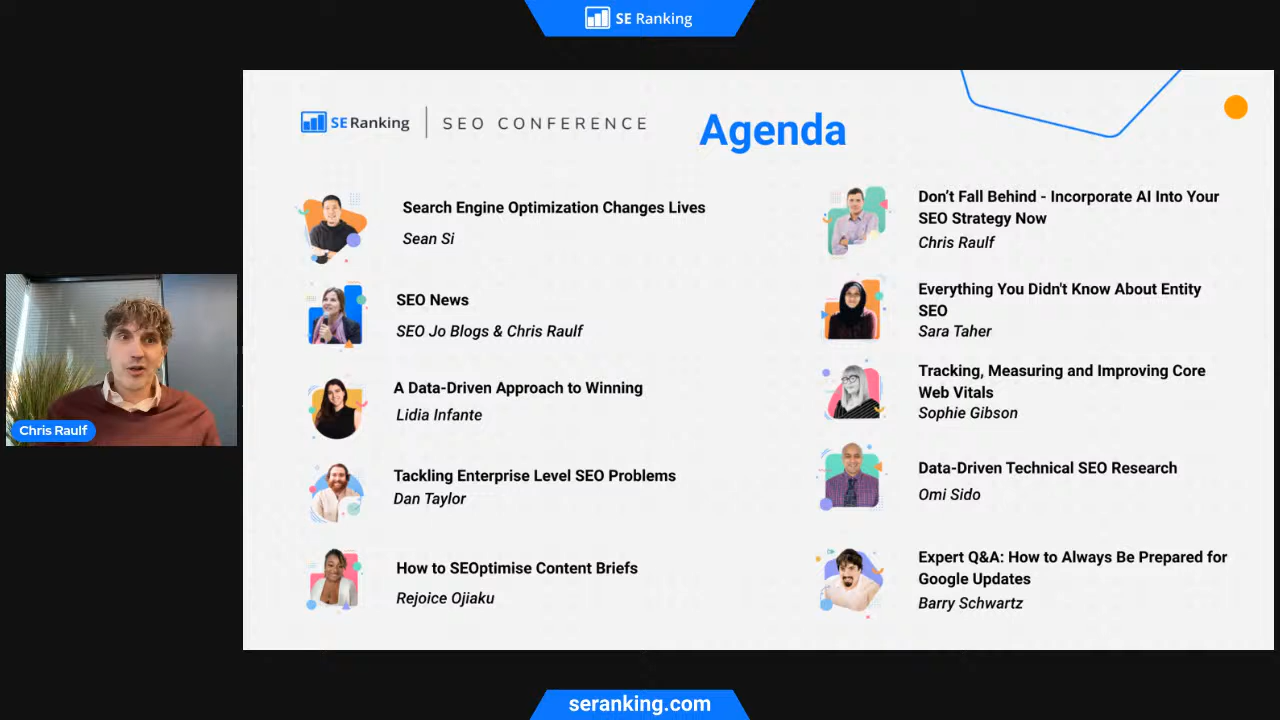 SE Ranking
SE Ranking
SEO CONFERENCE
Agenda
Search Engine Optimization Changes Lives
Sean Si
SEO News
SEO Jo Blogs & Chris Raulf
A Data-Driven Approach to Winning
Lidia Infante
Tackling Enterprise Level SEO Problems
Dan Taylor
How to SEOptimise Content Briefs
Rejoice Ojiaku
Don’t Fall Behind - Incorporate AI Into Your
SEO Strategy Now
Chris Raulf
Everything You Didn't Know About Entity
SEO
Sara Taher
Tracking, Measuring and Improving Core
Web Vitals
Sophie Gibson
Data-Driven Technical SEO Research
Omi Sido
Expert Q&A: How to Always Be Prepared for
Google Updates
Barry Schwartz
Chris Raulf
seranking.com